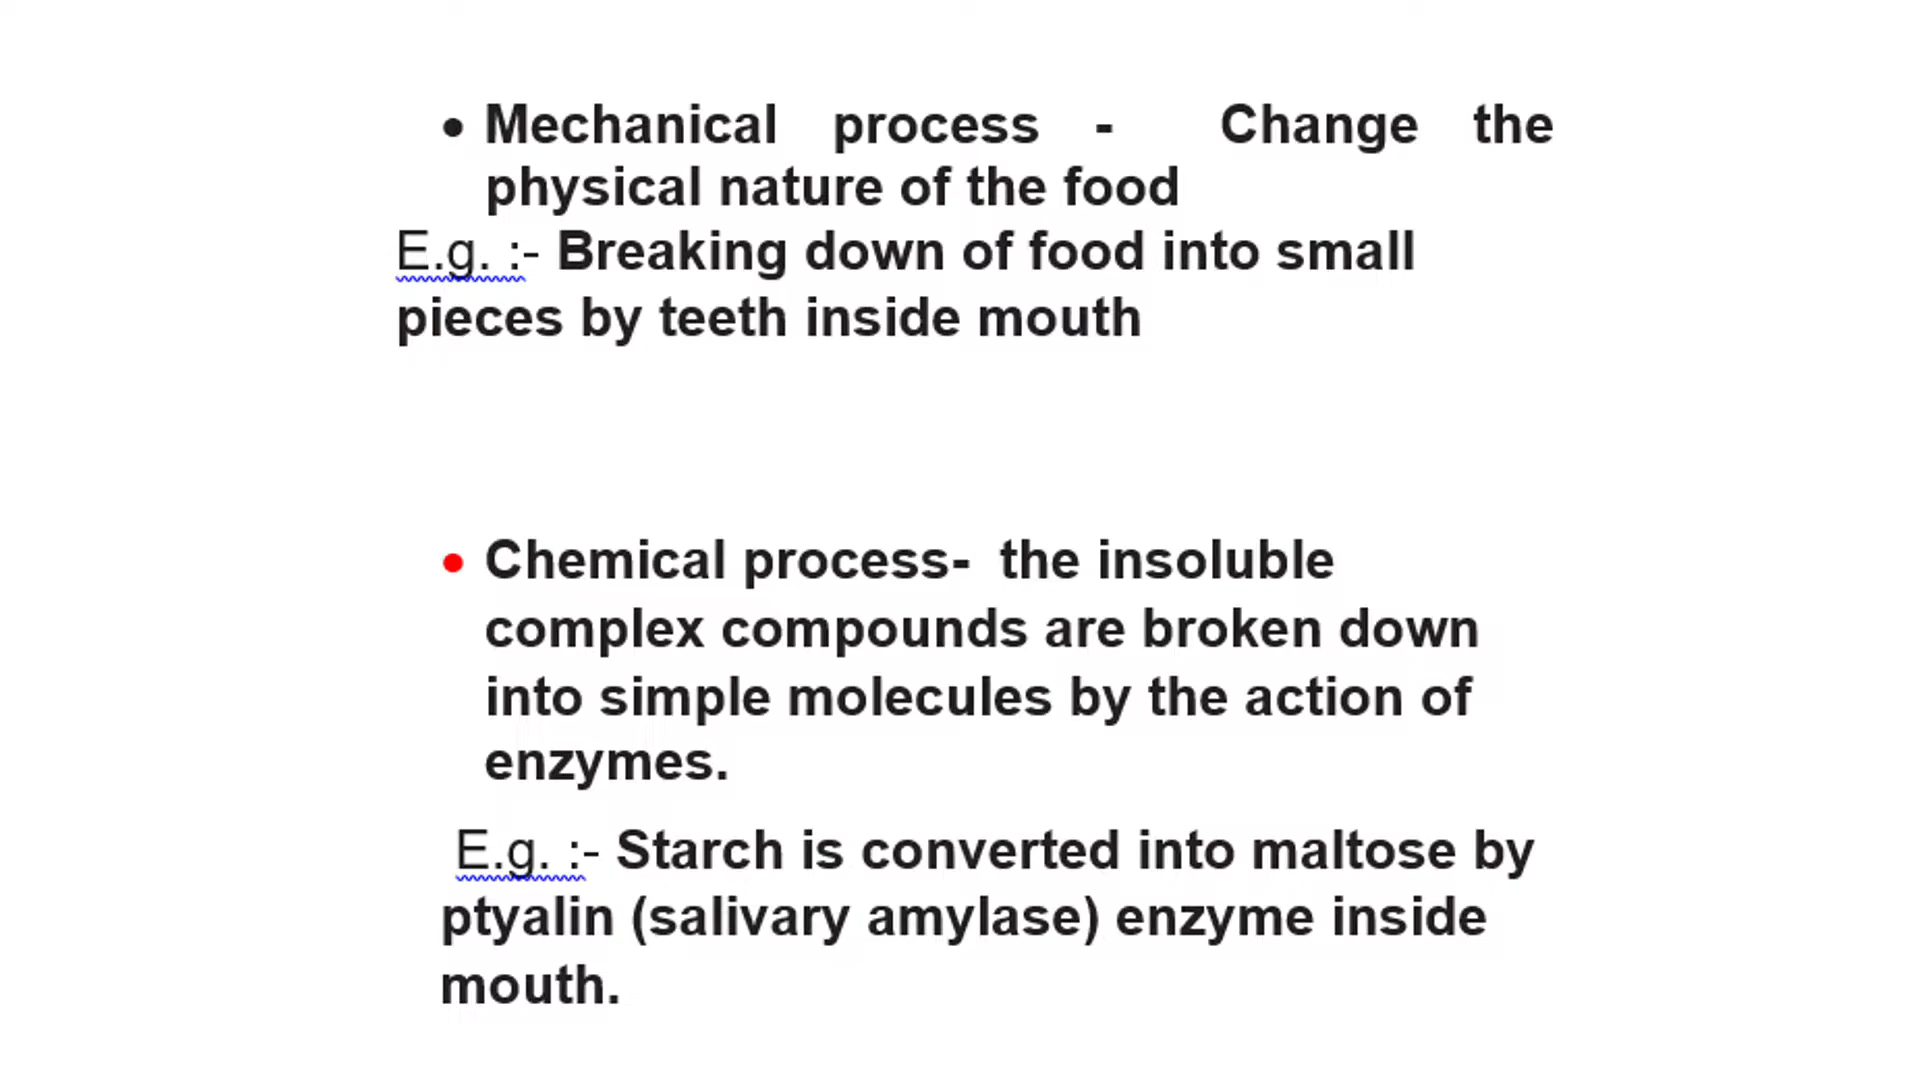 • Mechanical process - Change the
physical nature of the food
E.g. :- Breaking down of food into small
pieces by teeth inside mouth
• Chemical process- the insoluble
complex compounds are broken down
into simple molecules by the action of
enzymes.
E.g. :- Starch is converted into maltose by
ptyalin (salivary amylase) enzyme inside
mouth.